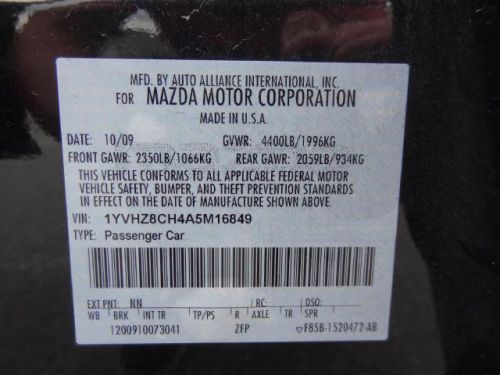 MFD. BY AUTO ALLIANCE INTERNATIONAL, INC.
FOR MAZDA MOTOR CORPORATION
MADE IN U.S.A.
10/09 GVWR: 4400LB/1996KG
FRONT GAWR: 2350LB/1066KG REAR GAWR: 2059LB/934KG
THIS VEHICLE CONFORMS TO ALL APPLICABLE FEDERAL MOTOR
VEHICLE SAFETY, BUMPER, AND THEFT PREVENTION STANDARDS
IN EFFECT ON THE DATE OF MANUFACTURE SHOWN ABOVE.
VIN: 1YVHZ8CH4A5M16849
TYPE: Passenger Car
EXT PNT: NN RC: DSO:
WB BRK INT TR TP/PS R AXLE TR SPR
1200910073041 ZFP F85B-1520472-AB